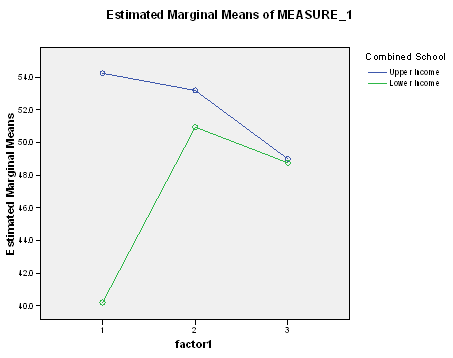 Estimated Marginal Means of MEASURE_1
Combined School
Upper Income
Lower Income
Estimated Marginal Means
54.0
52.0
50.0
48.0
46.0
44.0
42.0
40.0
1 2 3
factor1